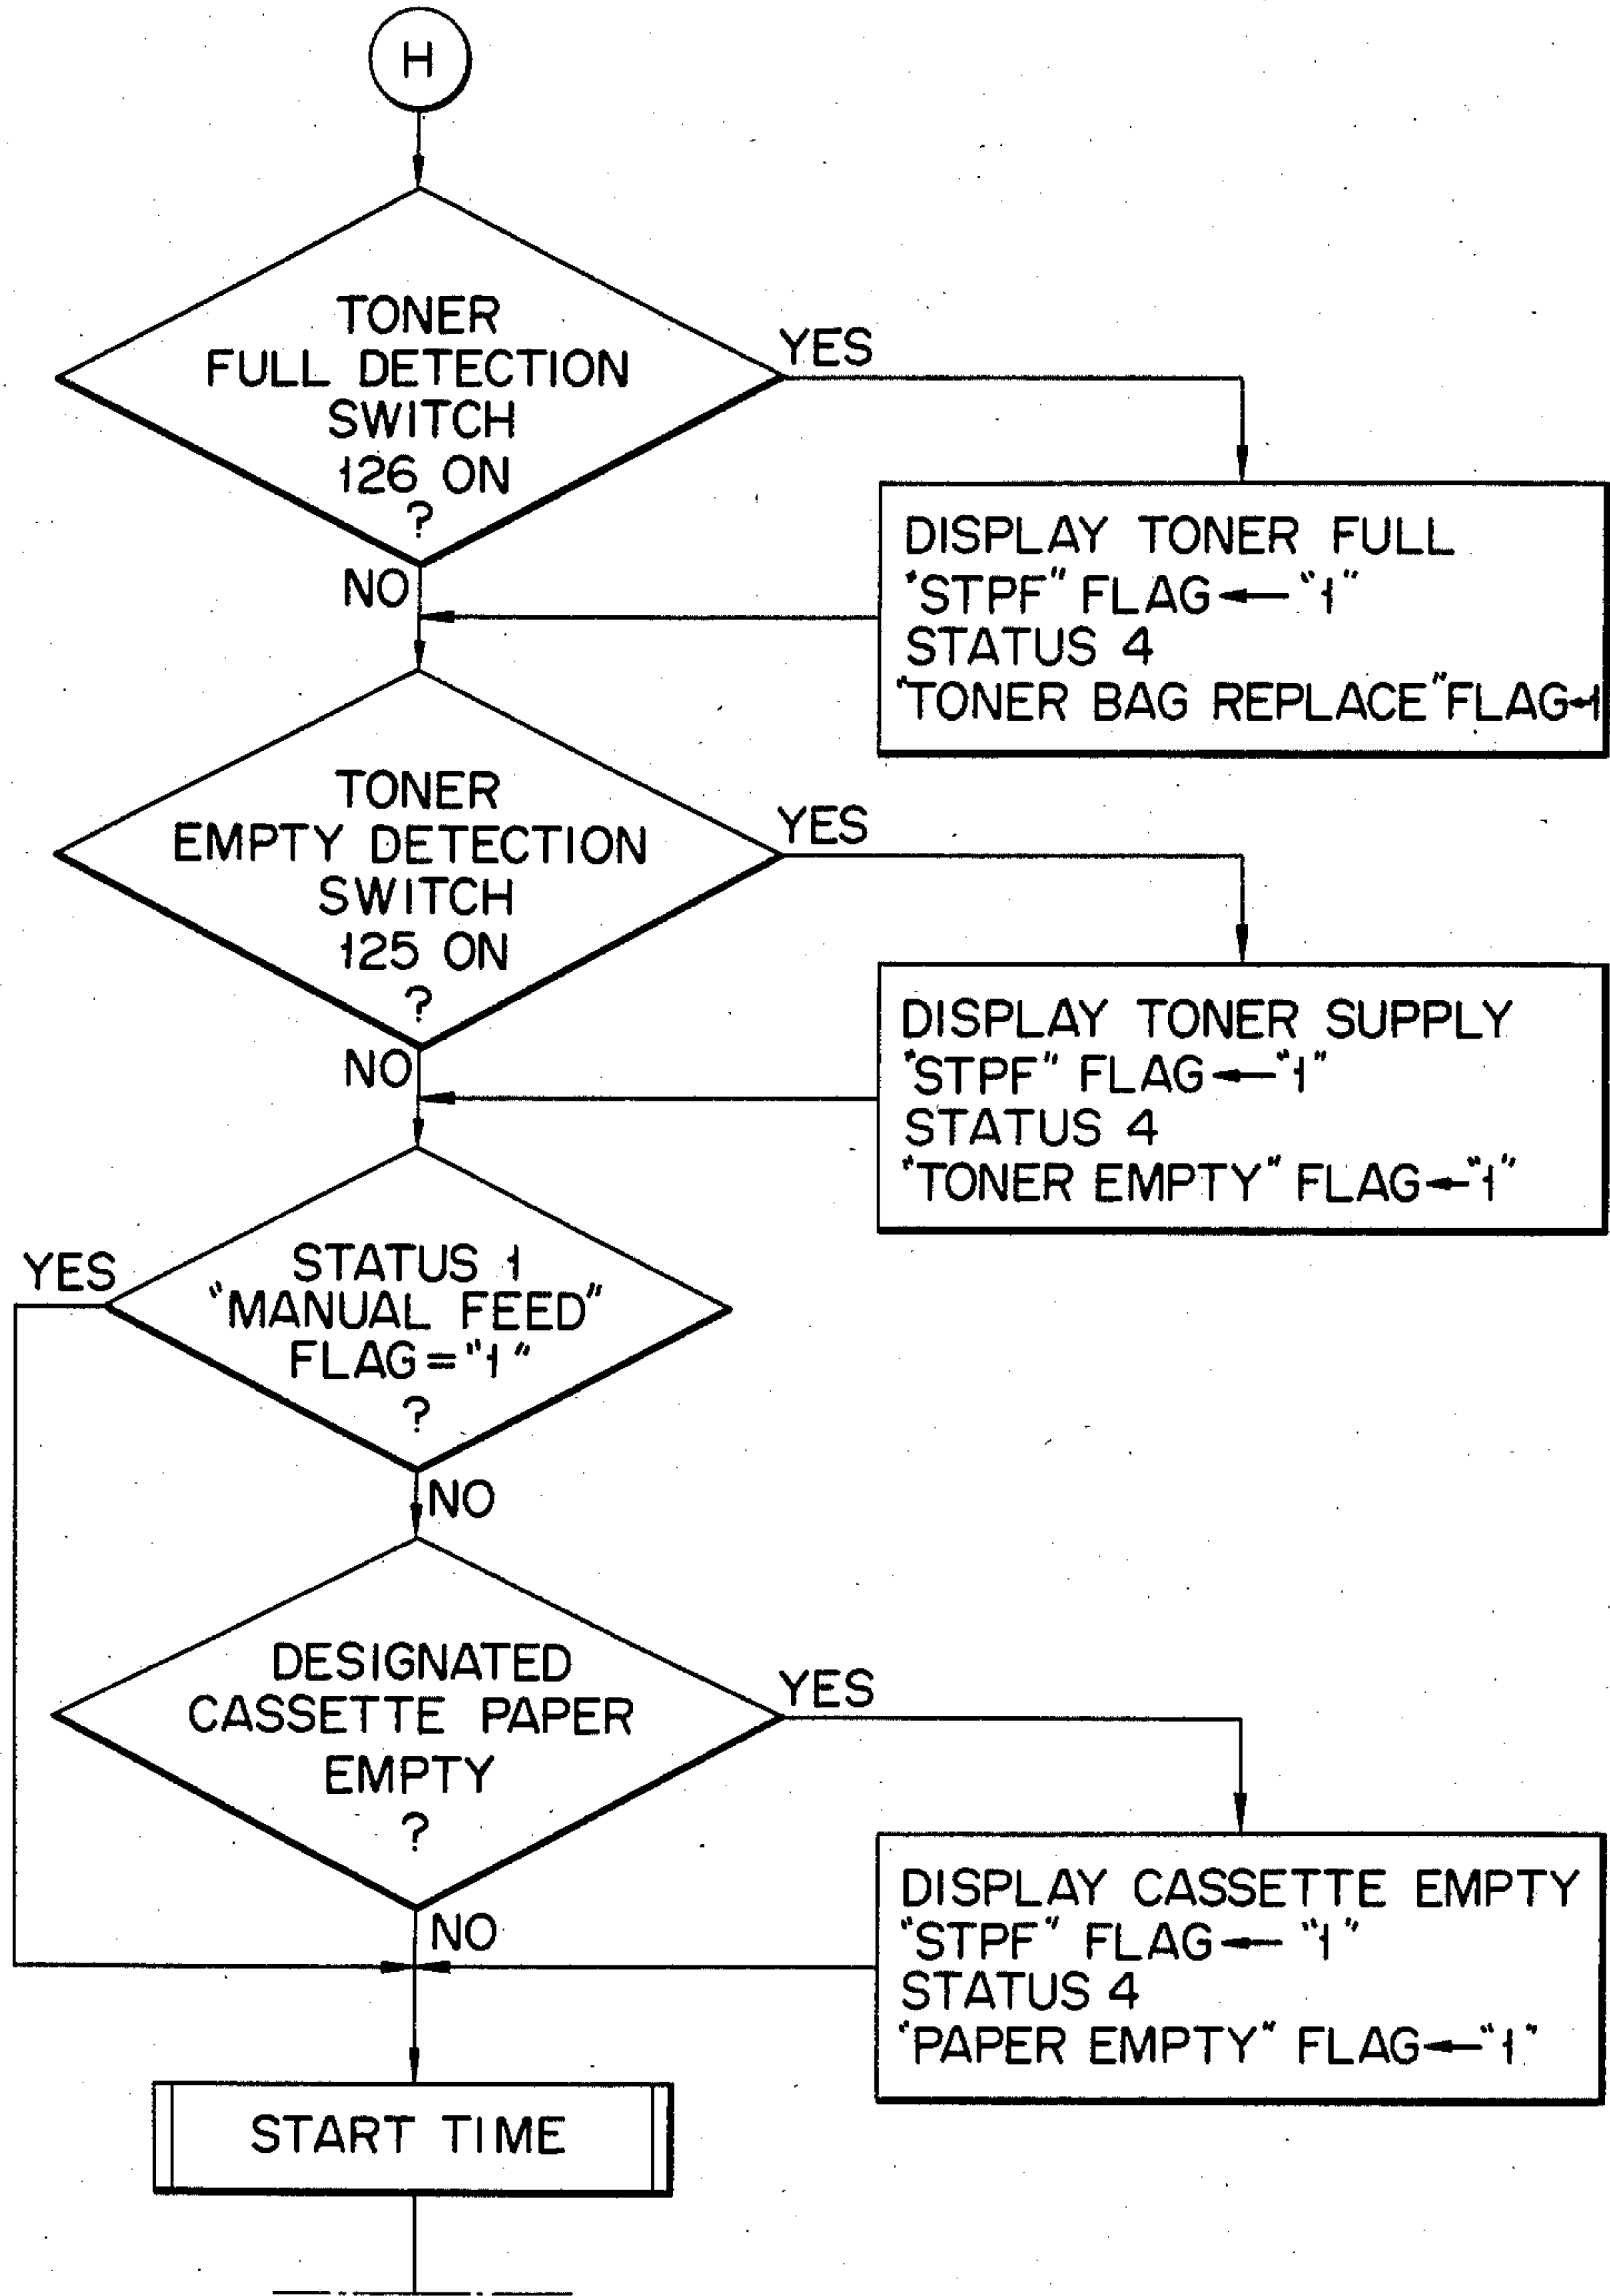 H
TONER
FULL DETECTION
SWITCH
126 ON
?
YES
NO
DISPLAY TONER FULL
"STPF" FLAG ← "1"
STATUS 4
"TONER BAG REPLACE" FLAG ← 1
TONER
EMPTY DETECTION
SWITCH
125 ON
?
YES
NO
DISPLAY TONER SUPPLY
"STPF" FLAG ← "1"
STATUS 4
"TONER EMPTY" FLAG ← "1"
YES
STATUS 1
"MANUAL FEED"
FLAG = "1"
?
NO
DESIGNATED
CASSETTE PAPER
EMPTY
?
YES
NO
DISPLAY CASSETTE EMPTY
"STPF" FLAG ← "1"
STATUS 4
"PAPER EMPTY" FLAG ← "1"
START TIME